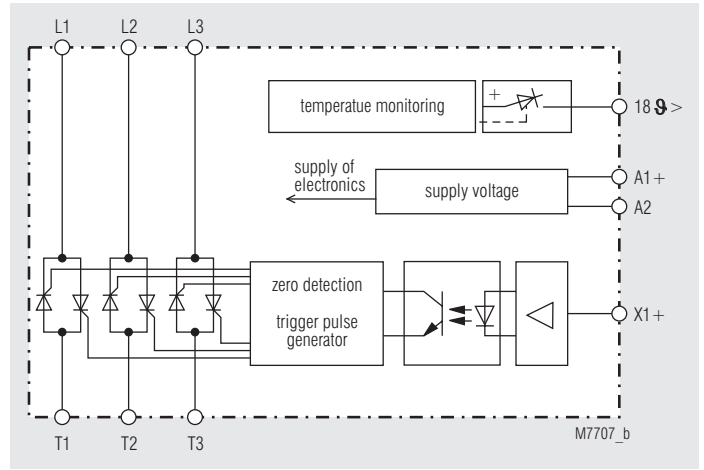 L1 L2 L3
temperatue monitoring
+
18 ϑ >
supply of
electronics
supply voltage
A1+
A2
zero detection
trigger pulse
generator
X1+
T1 T2 T3
M7707_b